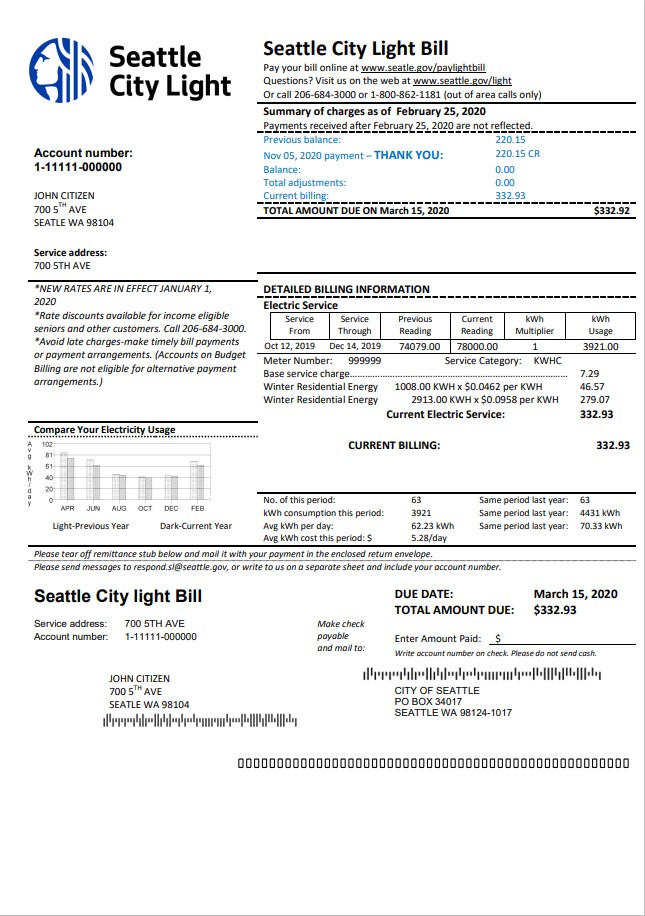 Seattle
City Light
Seattle City Light Bill
Pay your bill online at www.seatle.gov/paylightbill
Questions? Visit us on the web at www.seattle.gov/light
Or call 206-684-3000 or 1-800-862-1181 (out of area calls only)
Summary of charges as of February 25, 2020
Payments received after February 25, 2020 are not reflected.
Previous balance: 220.15
Nov 05, 2020 payment – THANK YOU: 220.15 CR
Balance: 0.00
Total adjustments: 0.00
Current billing: 332.93
TOTAL AMOUNT DUE ON March 15, 2020 $332.92
Account number:
1-11111-000000
JOHN CITIZEN
700 5TH AVE
SEATLE WA 98104
Service address:
700 5TH AVE
*NEW RATES ARE IN EFFECT JANUARY 1,
2020
*Rate discounts available for income eligible
seniors and other customers. Call 206-684-3000.
*Avoid late charges-make timely bill payments
or payment arrangements. (Accounts on Budget
Billing are not eligible for alternative payment
arrangements.)
DETAILED BILLING INFORMATION
Electric Service
Service From Service Through Previous Reading Current Reading kWh Multiplier kWh Usage
Oct 12, 2019 Dec 14, 2019 74079.00 78000.00 1 3921.00
Meter Number: 999999 Service Category: KWHC
Base service charge…………………………………………………………… 7.29
Winter Residential Energy 1008.00 KWH x $0.0462 per KWH 46.57
Winter Residential Energy 2913.00 KWH x $0.0958 per KWH 279.07
Current Electric Service: 332.93
CURRENT BILLING: 332.93
Compare Your Electricity Usage
Avg kWh/day
102
81
61
40
20
0
APR JUN AUG OCT DEC FEB
Light-Previous Year Dark-Current Year
No. of this period: 63 Same period last year: 63
kWh consumption this period: 3921 Same period last year: 4431 kWh
Avg kWh per day: 62.23 kWh Same period last year: 70.33 kWh
Avg kWh cost this period: $ 5.28/day
Please tear off remittance stub below and mail it with your payment in the enclosed return envelope.
Please send messages to respond.sl@seattle.gov, or write to us on a separate sheet and include your account number.
Seattle City light Bill
Service address: 700 5TH AVE
Account number: 1-11111-000000
Make check
payable
and mail to:
DUE DATE: March 15, 2020
TOTAL AMOUNT DUE: $332.93
Enter Amount Paid: $
Write account number on check. Please do not send cash.
JOHN CITIZEN
700 5TH AVE
SEATLE WA 98104
CITY OF SEATTLE
PO BOX 34017
SEATTLE WA 98124-1017